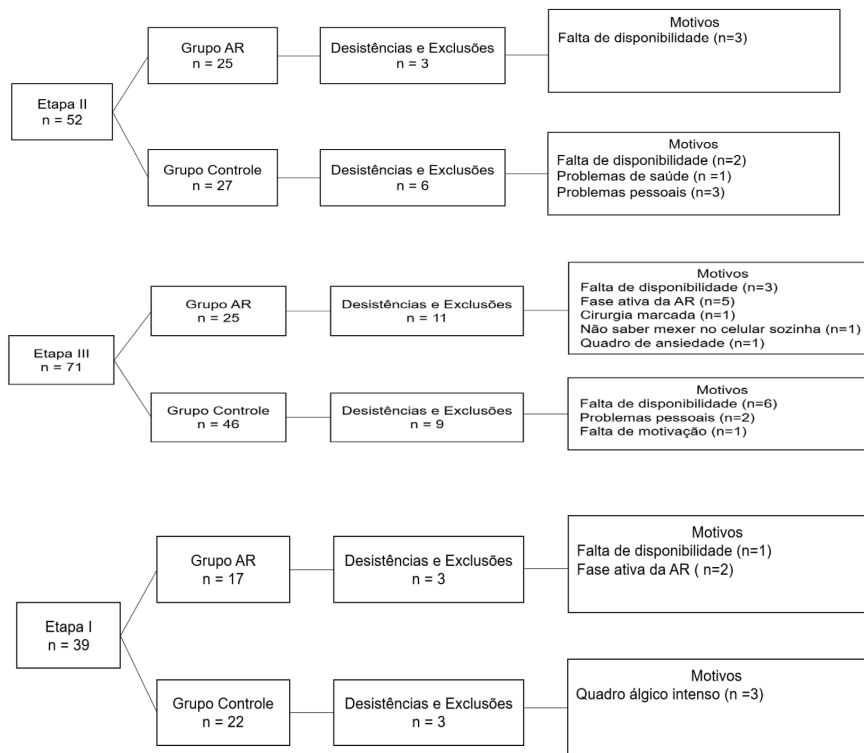 Etapa II
n = 52
Grupo AR
n = 25
Desistências e Exclusões
n = 3
Motivos
Falta de disponibilidade (n=3)
Grupo Controle
n = 27
Desistências e Exclusões
n = 6
Motivos
Falta de disponibilidade (n=2)
Problemas de saúde (n =1)
Problemas pessoais (n=3)
Etapa III
n = 71
Grupo AR
n = 25
Desistências e Exclusões
n = 11
Motivos
Falta de disponibilidade (n=3)
Fase ativa da AR (n=5)
Cirurgia marcada (n=1)
Não saber mexer no celular sozinha (n=1)
Quadro de ansiedade (n=1)
Grupo Controle
n = 46
Desistências e Exclusões
n = 9
Motivos
Falta de disponibilidade (n=6)
Problemas pessoais (n=2)
Falta de motivação (n=1)
Etapa I
n = 39
Grupo AR
n = 17
Desistências e Exclusões
n = 3
Motivos
Falta de disponibilidade (n=1)
Fase ativa da AR ( n=2)
Grupo Controle
n = 22
Desistências e Exclusões
n = 3
Motivos
Quadro álgico intenso (n =3)